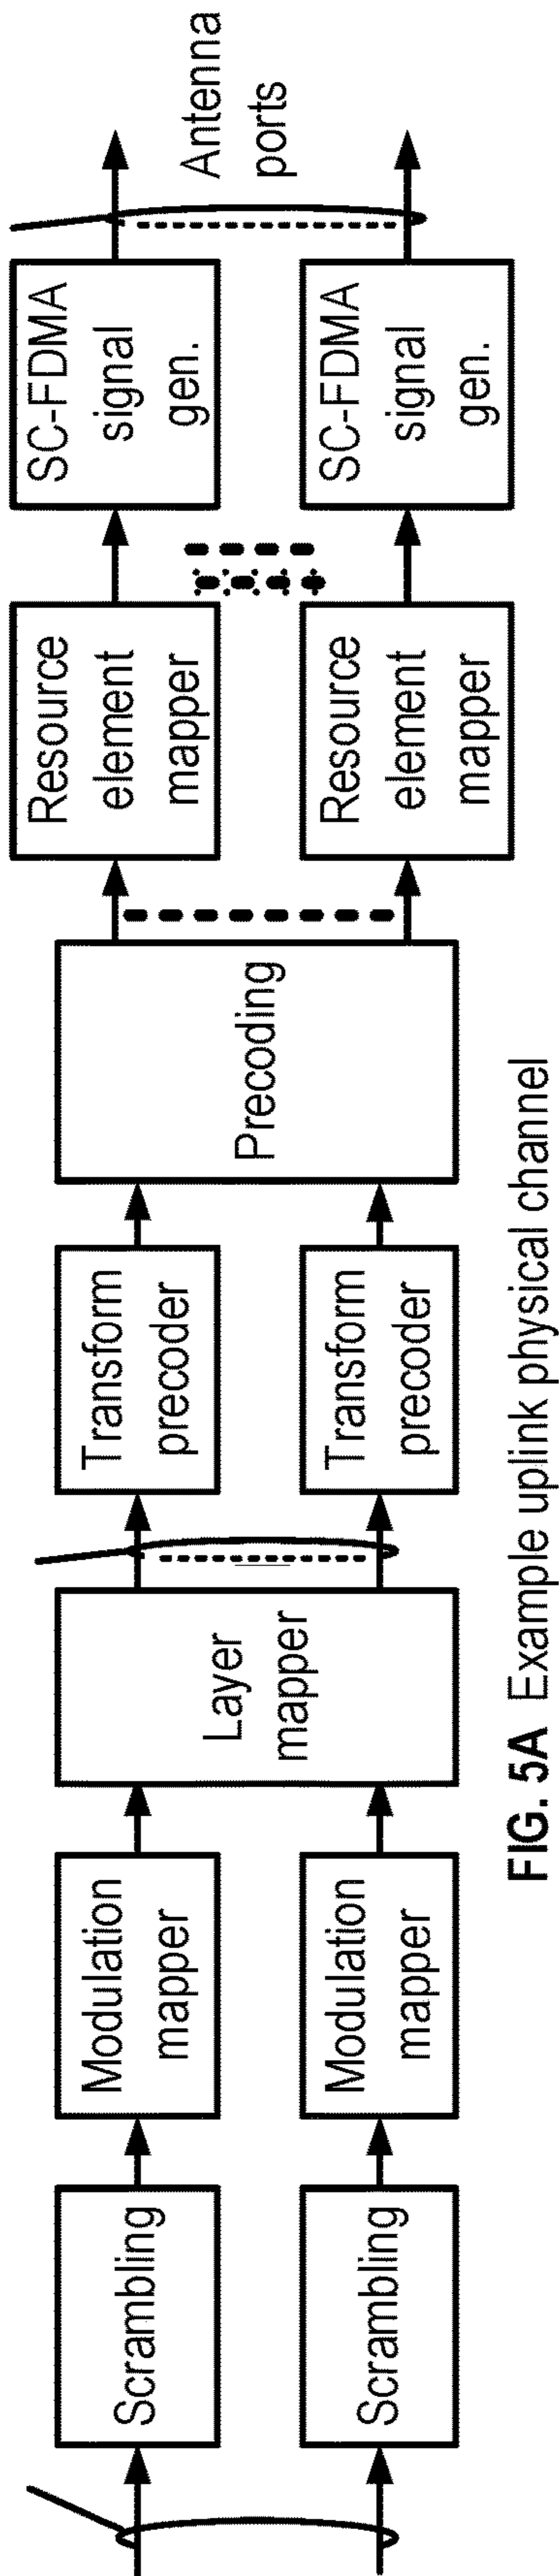 Scrambling
Modulation
mapper
Layer
mapper
Transform
precoder
Precoding
Resource
element
mapper
SC-FDMA
signal
gen.
Antenna
ports
Scrambling
Modulation
mapper
Transform
precoder
Resource
element
mapper
SC-FDMA
signal
gen.
FIG. 5A Example uplink physical channel